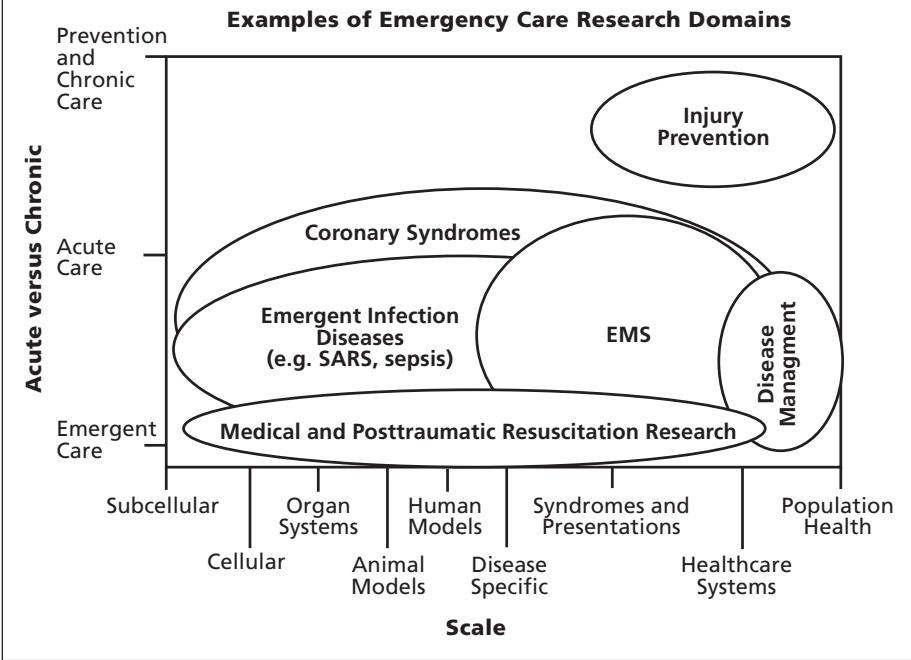 Examples of Emergency Care Research Domains
Prevention
and
Chronic
Care
Acute
Care
Emergent
Care
Acute versus Chronic
Injury
Prevention
Coronary Syndromes
Emergent Infection
Diseases
(e.g. SARS, sepsis)
EMS
Disease
Managment
Medical and Posttraumatic Resuscitation Research
Subcellular
Cellular
Organ
Systems
Animal
Models
Human
Models
Disease
Specific
Syndromes and
Presentations
Healthcare
Systems
Population
Health
Scale